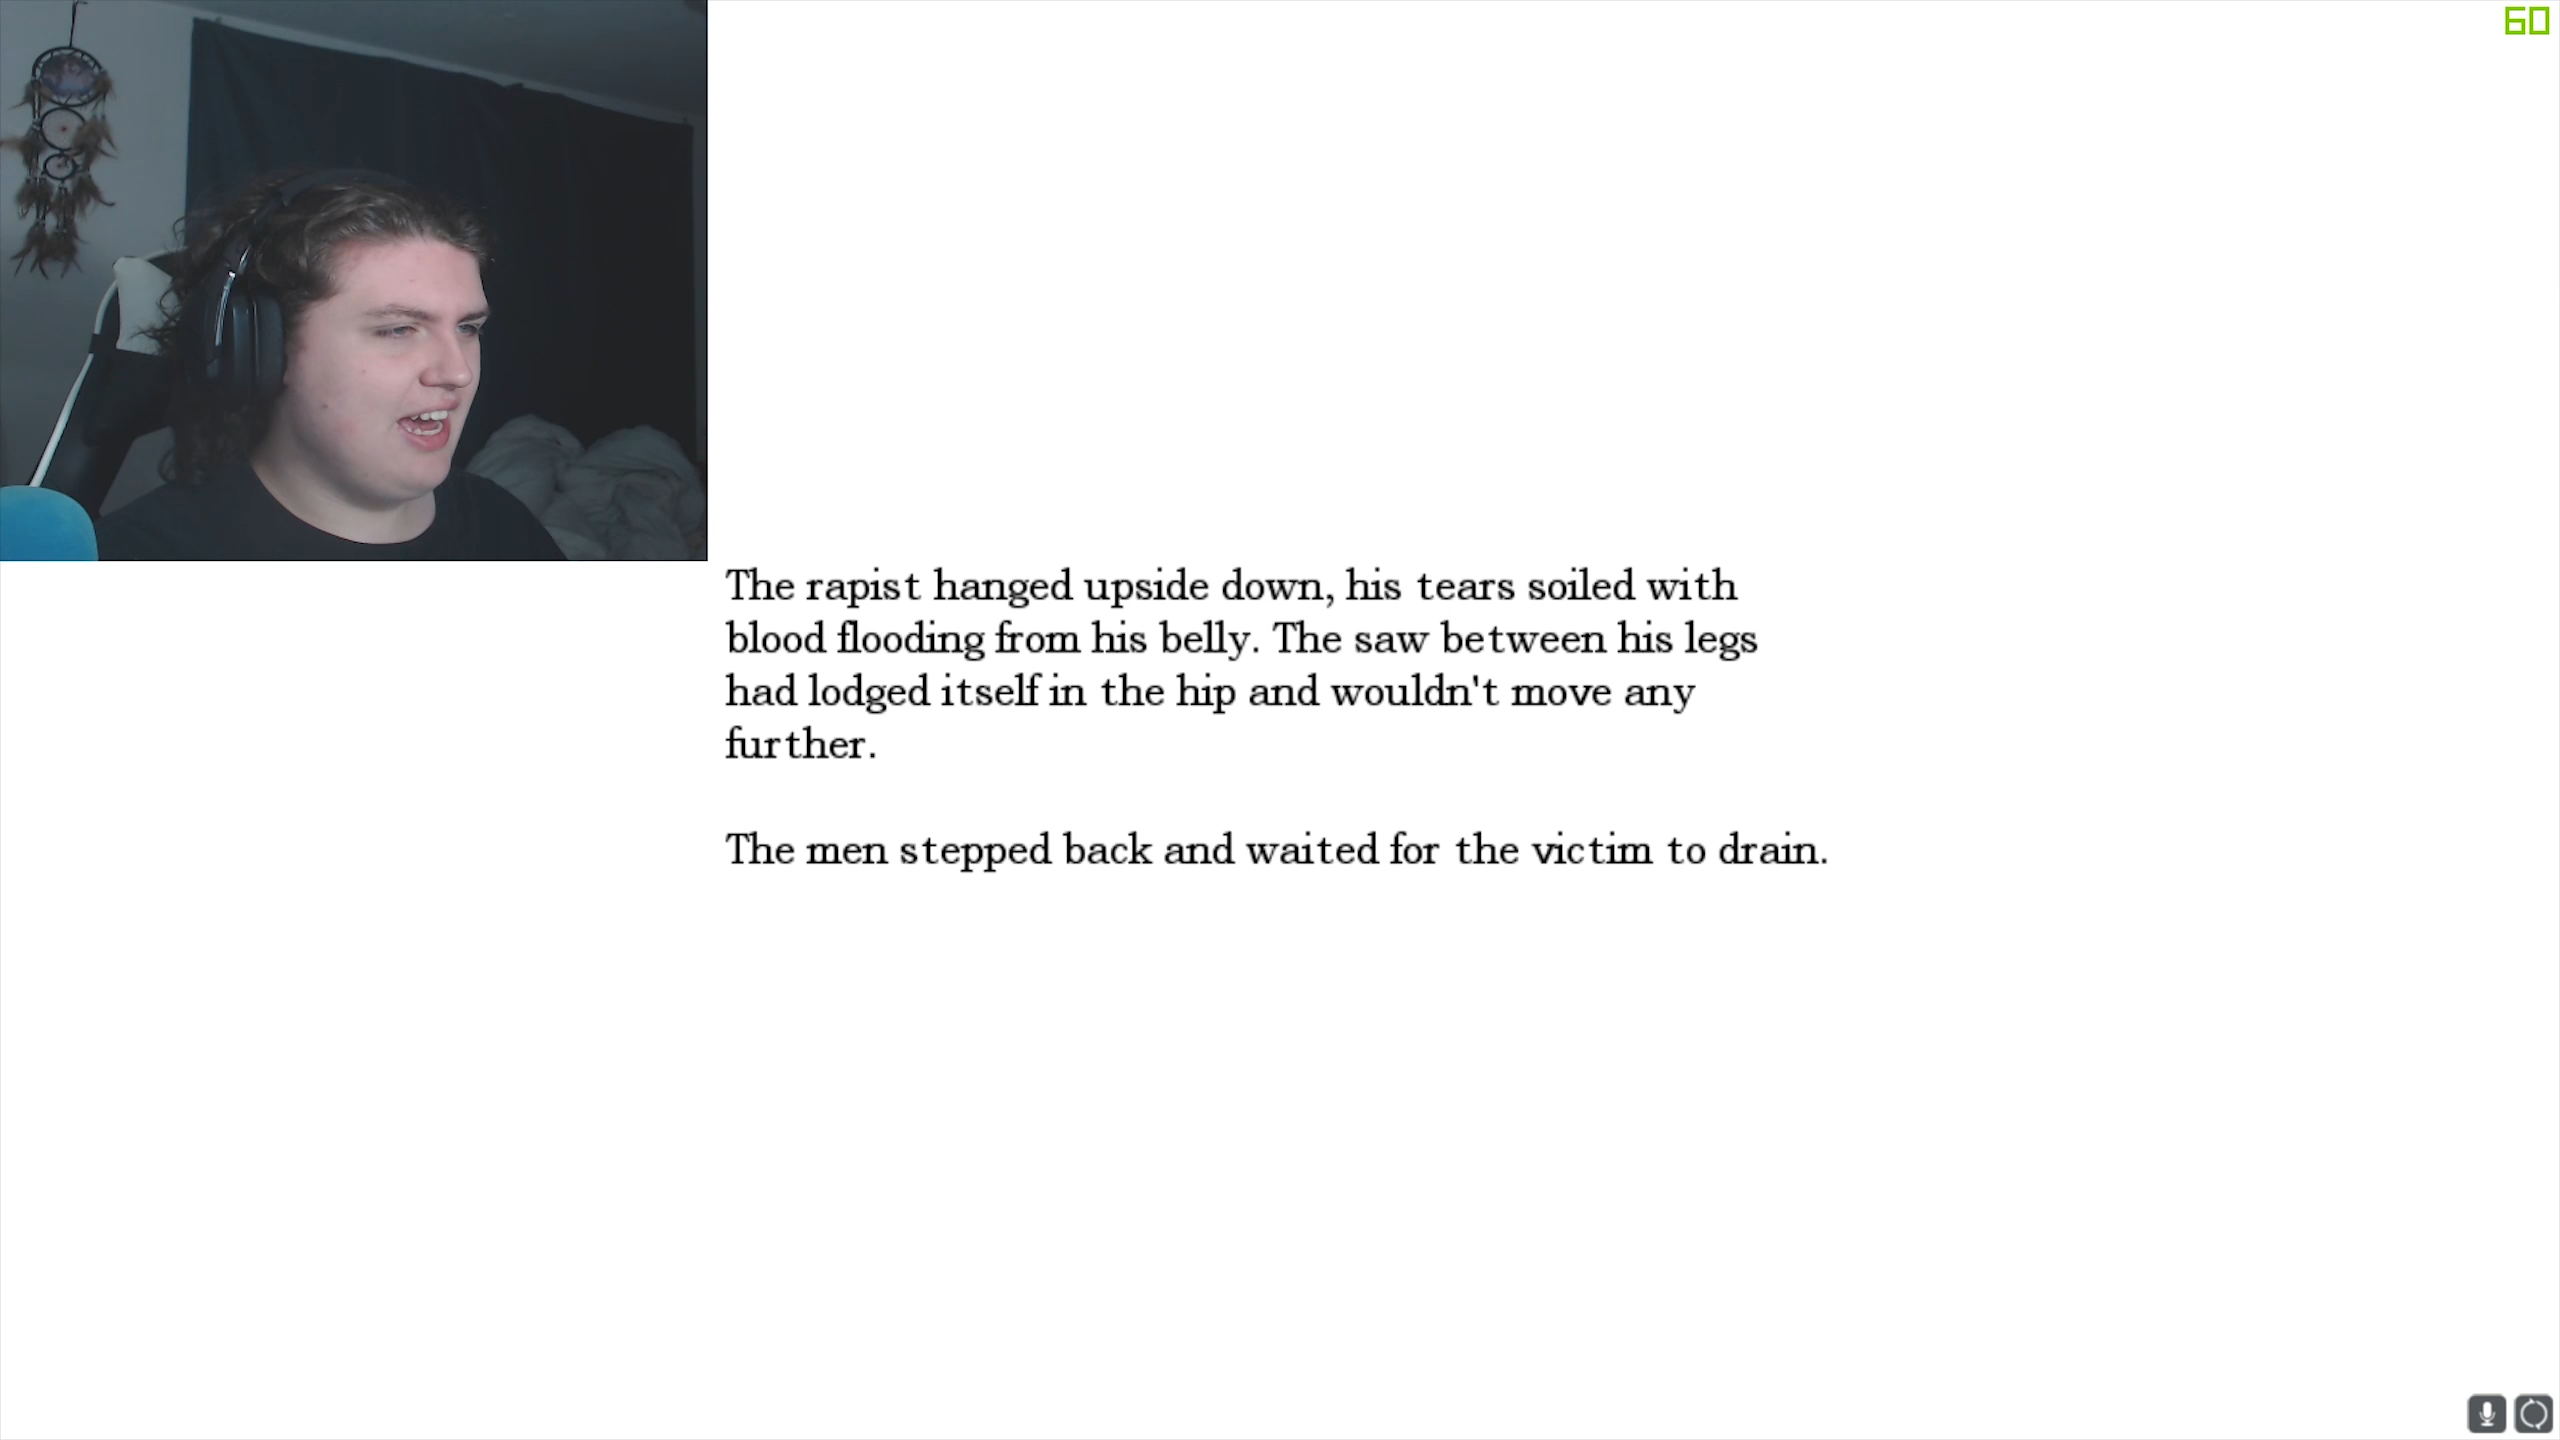 60
The rapist hanged upside down, his tears soiled with
blood flooding from his belly. The saw between his legs
had lodged itself in the hip and wouldn't move any
further.
The men stepped back and waited for the victim to drain.